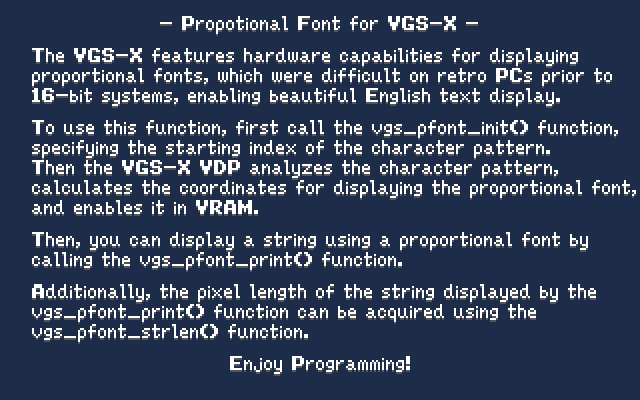 - Propotional Font for VGS-X -
The VGS-X features hardware capabilities for displaying
proportional fonts, which were difficult on retro PCs prior to
16-bit systems, enabling beautiful English text display.
To use this function, first call the vgs_pfont_init() function,
specifying the starting index of the character pattern.
Then the VGS-X VDP analyzes the character pattern,
calculates the coordinates for displaying the proportional font,
and enables it in VRAM.
Then, you can display a string using a proportional font by
calling the vgs_pfont_print() function.
Additionally, the pixel length of the string displayed by the
vgs_pfont_print() function can be acquired using the
vgs_pfont_strlen() function.
Enjoy Programming!